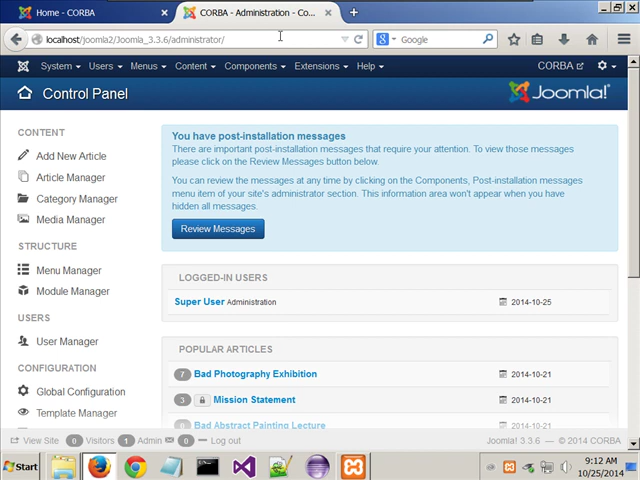 Home - CORBA
CORBA - Administration - Co...
localhost/joomla2/Joomla_3.3.6/administrator/
Google
System Users Menus Content Components Extensions Help CORBA
Control Panel
Joomla!
CONTENT
Add New Article
Article Manager
Category Manager
Media Manager
STRUCTURE
Menu Manager
Module Manager
USERS
User Manager
CONFIGURATION
Global Configuration
Template Manager
You have post-installation messages
There are important post-installation messages that require your attention. To view those messages
please click on the Review Messages button below.
You can review the messages at any time by clicking on the Components, Post-installation messages
menu item of your site's administrator section. This information area won't appear when you have
hidden all messages.
Review Messages
LOGGED-IN USERS
Super User Administration 2014-10-25
POPULAR ARTICLES
7 Bad Photography Exhibition 2014-10-21
3 Mission Statement 2014-10-21
0 Bad Abstract Painting Lecture 2014-10-21
View Site 0 Visitors 1 Admin 0 Log out Joomla! 3.3.6 — © 2014 CORBA
Start
9:12 AM
10/25/2014